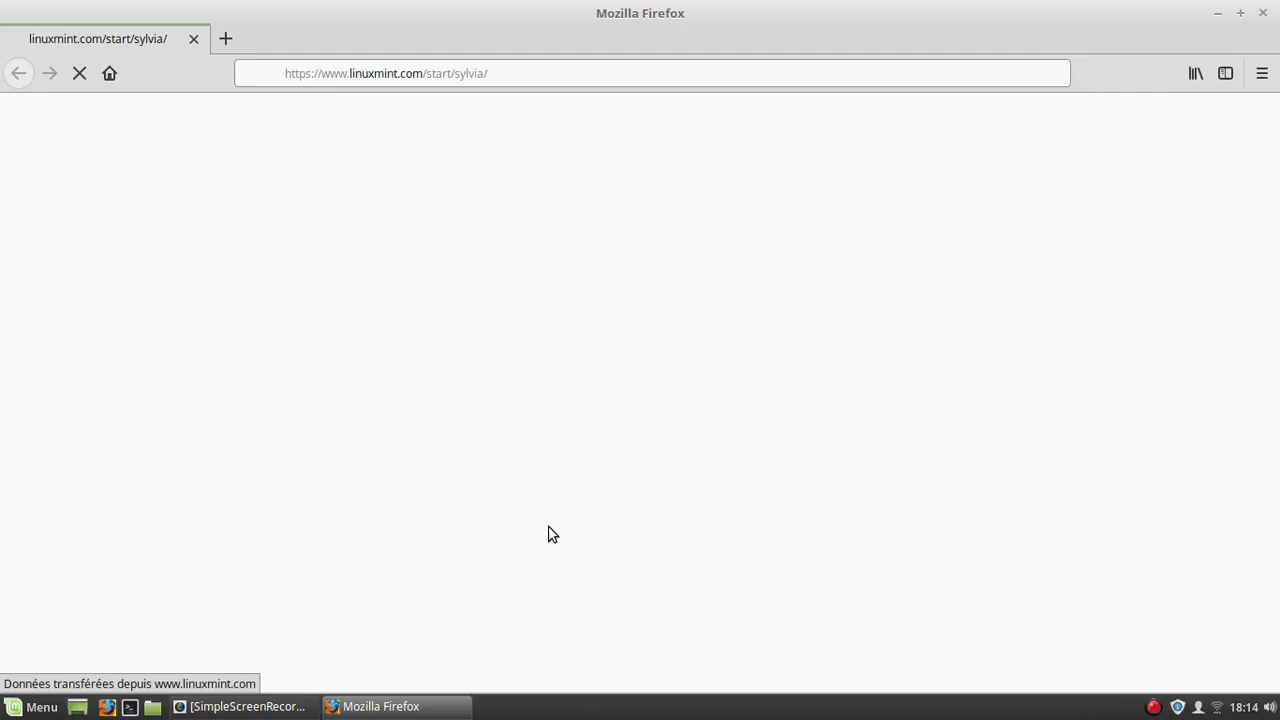 Mozilla Firefox
linuxmint.com/start/sylvia/
https://www.linuxmint.com/start/sylvia/
Données transférées depuis www.linuxmint.com
Menu
[SimpleScreenRecor...
Mozilla Firefox
18:14